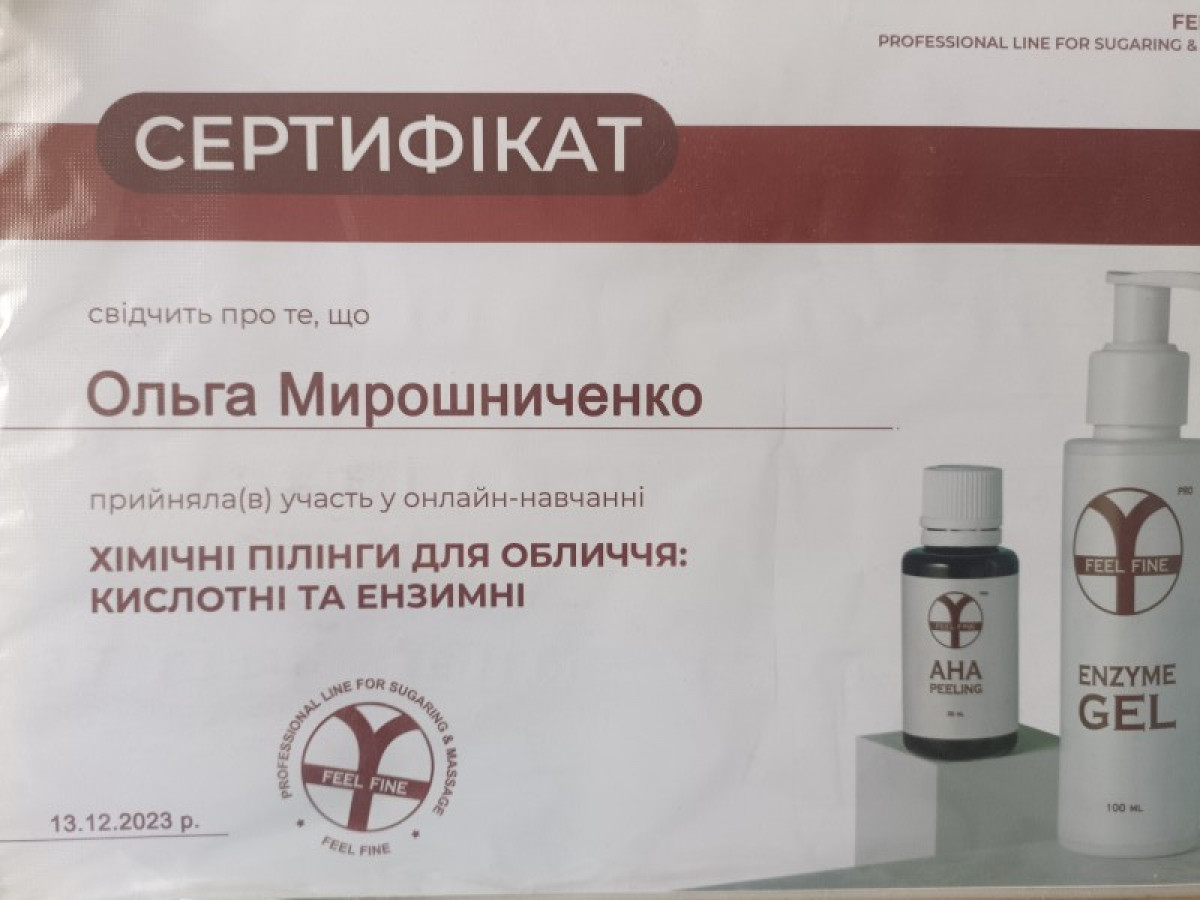 PROFESSIONAL LINE FOR SUGARING &
СЕРТИФІКАТ
свідчить про те, що
Ольга Мирошниченко
прийняла(в) участь у онлайн-навчанні
ХІМІЧНІ ПІЛІНГИ ДЛЯ ОБЛИЧЧЯ:
КИСЛОТНІ ТА ЕНЗИМНІ
PROFESSIONAL LINE FOR SUGARING & MASSAGE
FEEL FINE
FEEL FINE
13.12.2023 р.
FEEL FINE
AHA
PEELING
PRO
FEEL FINE
ENZYME
GEL
100 ML